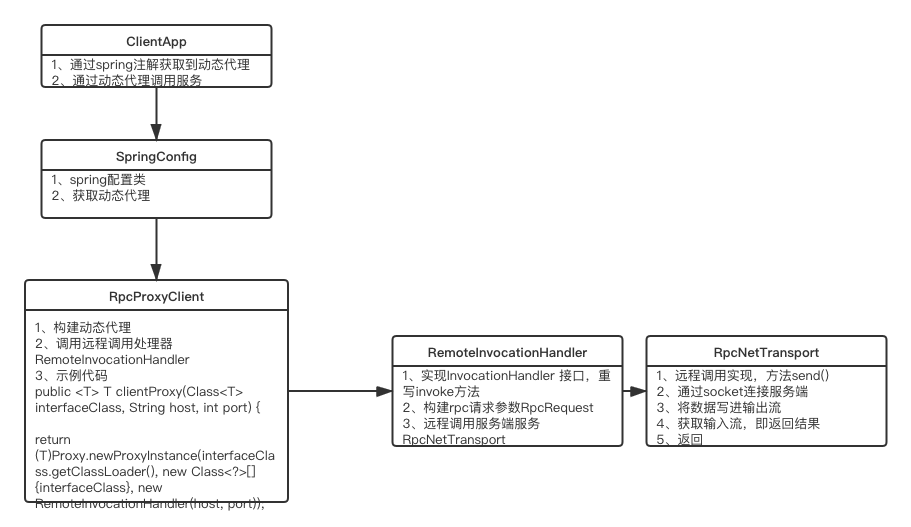 ClientApp
1、通过spring注解获取到动态代理
2、通过动态代理调用服务
SpringConfig
1、spring配置类
2、获取动态代理
RpcProxyClient
1、构建动态代理
2、调用远程调用处理器
RemoteInvocationHandler
3、示例代码
public <T> T clientProxy(Class<T>
interfaceClass, String host, int port) {
return
(T)Proxy.newProxyInstance(interfaceCla
ss.getClassLoader(), new Class<?>[]
{interfaceClass}, new
RemoteInvocationHandler(host, port));
RemoteInvocationHandler
1、实现InvocationHandler 接口，重
写invoke方法
2、构建rpc请求参数RpcRequest
3、远程调用服务端服务
RpcNetTransport
RpcNetTransport
1、远程调用实现，方法send()
2、通过socket连接服务端
3、将数据写进输出流
4、获取输入流，即返回结果
5、返回